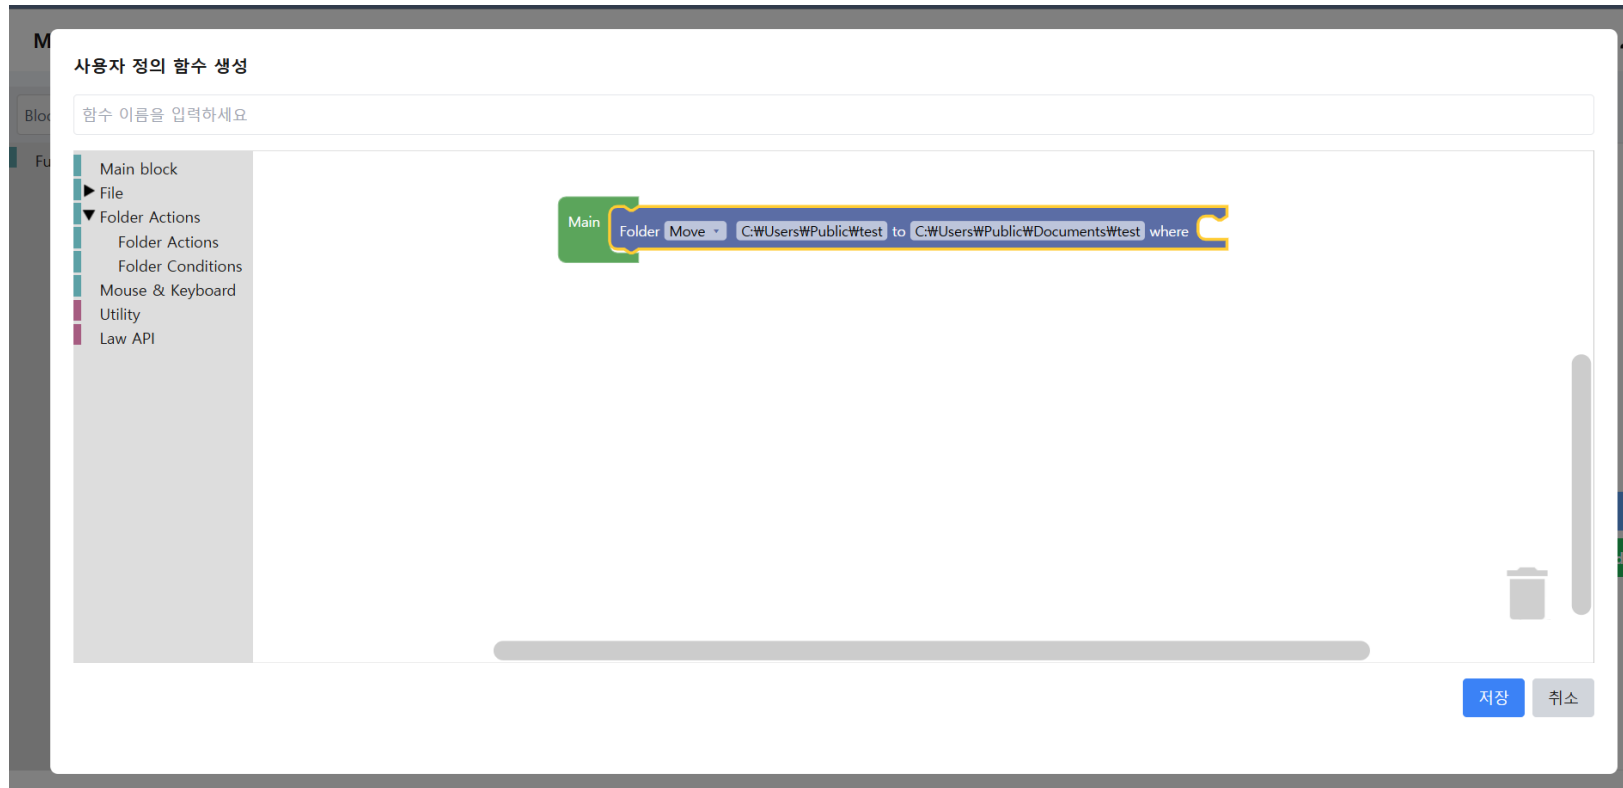 M
사용자 정의 함수 생성
Bloc
함수 이름을 입력하세요
Fu
Main block
File
Folder Actions
Folder Actions
Folder Conditions
Mouse & Keyboard
Utility
Law API
Main
Folder Move C:₩Users₩Public₩test to C:₩Users₩Public₩Documents₩test where
저장 취소